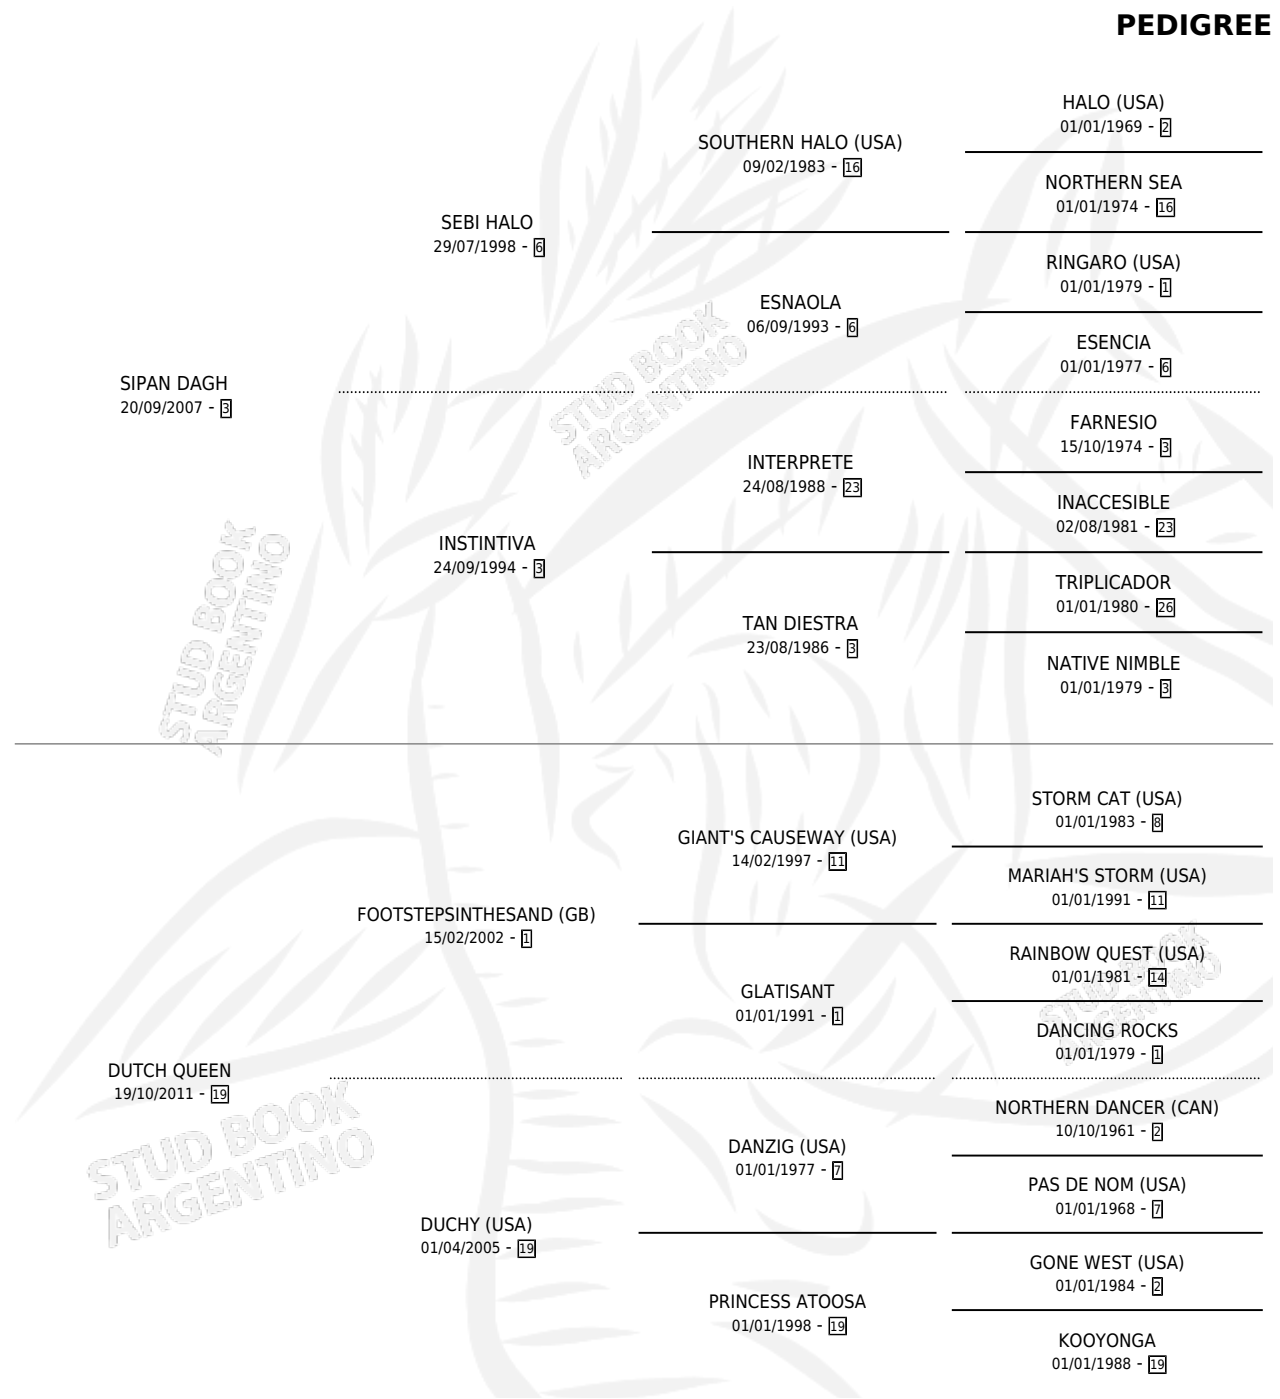 PEDIGREE
HALO (USA)
01/01/1969 - 2
SOUTHERN HALO (USA)
09/02/1983 - 16
NORTHERN SEA
01/01/1974 - 16
SEBI HALO
29/07/1998 - 6
RINGARO (USA)
01/01/1979 - 1
ESNAOLA
06/09/1993 - 6
ESENCIA
01/01/1977 - 6
SIPAN DAGH
20/09/2007 - 3
FARNESIO
15/10/1974 - 3
INTERPRETE
24/08/1988 - 23
INACCESIBLE
02/08/1981 - 23
INSTINTIVA
24/09/1994 - 3
TRIPLICADOR
01/01/1980 - 26
TAN DIESTRA
23/08/1986 - 3
NATIVE NIMBLE
01/01/1979 - 3
STORM CAT (USA)
01/01/1983 - 8
GIANT'S CAUSEWAY (USA)
14/02/1997 - 11
MARIAH'S STORM (USA)
01/01/1991 - 11
FOOTSTEPSINTHESAND (GB)
15/02/2002 - 1
RAINBOW QUEST (USA)
01/01/1981 - 14
GLATISANT
01/01/1991 - 1
DANCING ROCKS
01/01/1979 - 1
DUTCH QUEEN
19/10/2011 - 19
NORTHERN DANCER (CAN)
10/10/1961 - 2
DANZIG (USA)
01/01/1977 - 7
PAS DE NOM (USA)
01/01/1968 - 7
DUCHY (USA)
01/04/2005 - 19
GONE WEST (USA)
01/01/1984 - 2
PRINCESS ATOOSA
01/01/1998 - 19
KOOYONGA
01/01/1988 - 19
STUD BOOK
ARGENTINO
STUD BOOK
ARGENTINO
STUD BOOK
ARGENTINO
STUD BOOK
ARGENTINO